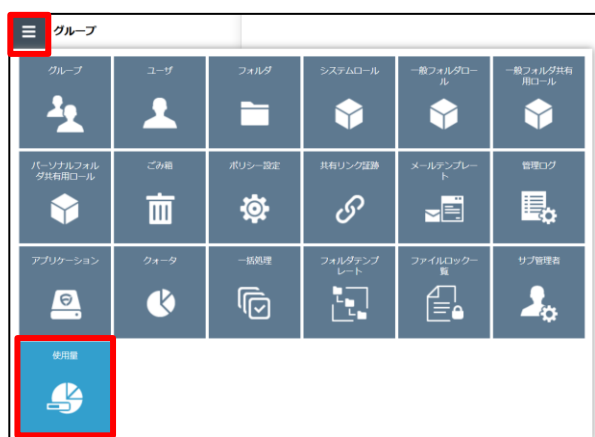 グループ
グループ
ユーザ
フォルダ
システムロール
一般フォルダロー
ル
一般フォルダ共有
用ロール
パーソナルフォル
ダ共有用ロール
ごみ箱
ポリシー設定
共有リンク証跡
メールテンプレー
ト
管理ログ
アプリケーション
クォータ
一括処理
フォルダテンプ
レート
ファイルロック一
覧
サブ管理者
使用量